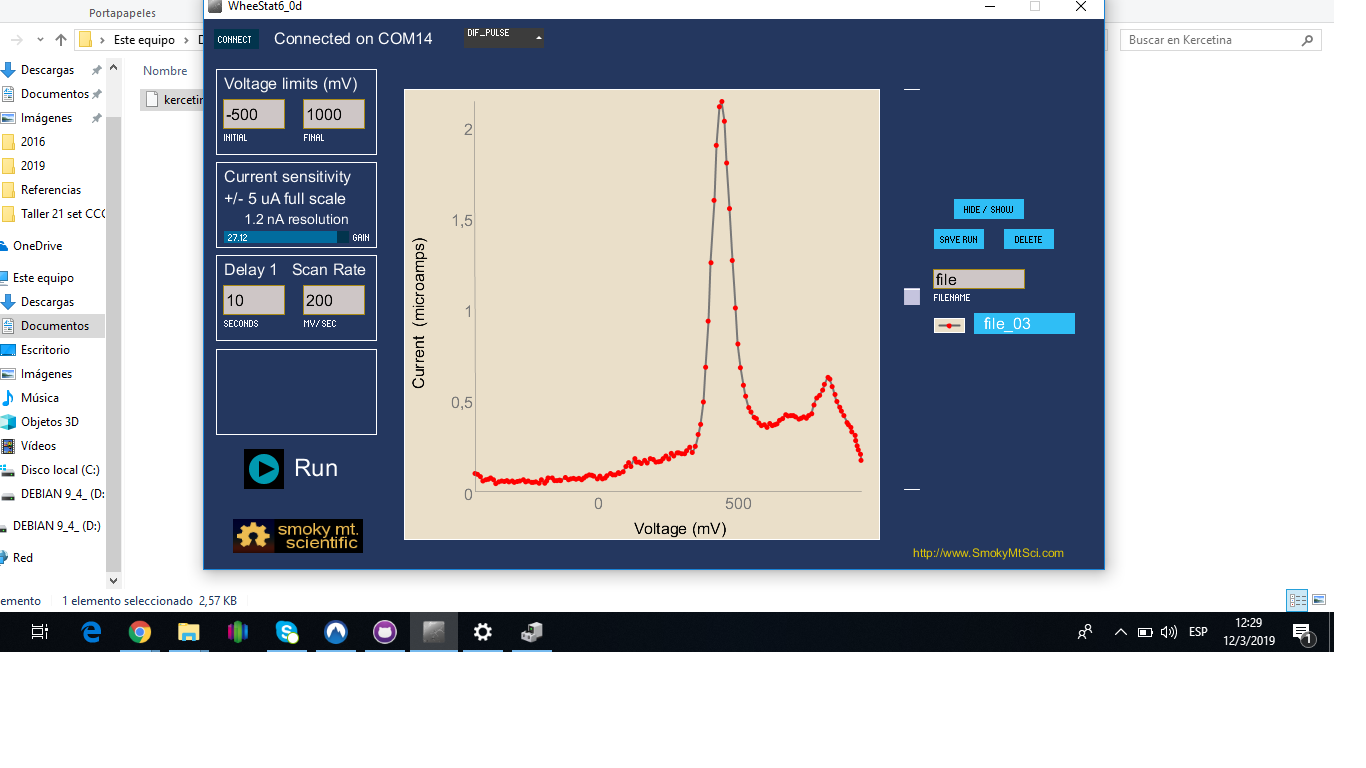 Portapapeles
WheeStat6_0d
Este equipo
Buscar en Kercetina
CONNECT
Connected on COM14
DIF_PULSE
Descargas
Documentos
Imágenes
2016
2019
Referencias
Taller 21 set CCC
OneDrive
Este equipo
Descargas
Documentos
Escritorio
Imágenes
Música
Objetos 3D
Vídeos
Disco local (C:)
DEBIAN 9_4_ (D:
DEBIAN 9_4_ (D:)
Red
Nombre
kercetin
Voltage limits (mV)
-500
1000
INITIAL
FINAL
Current sensitivity
+/- 5 uA full scale
1.2 nA resolution
27.12
GAIN
Delay 1
Scan Rate
10
200
SECONDS
MV/SEC
Run
smoky mt.
scientific
Current (microamps)
2
1,5
1
0,5
0
0
500
Voltage (mV)
HIDE / SHOW
SAVE RUN
DELETE
file
FILENAME
file_03
http://www.SmokyMtSci.com
emento
1 elemento seleccionado 2,57 KB
ESP
12:29
12/3/2019
1